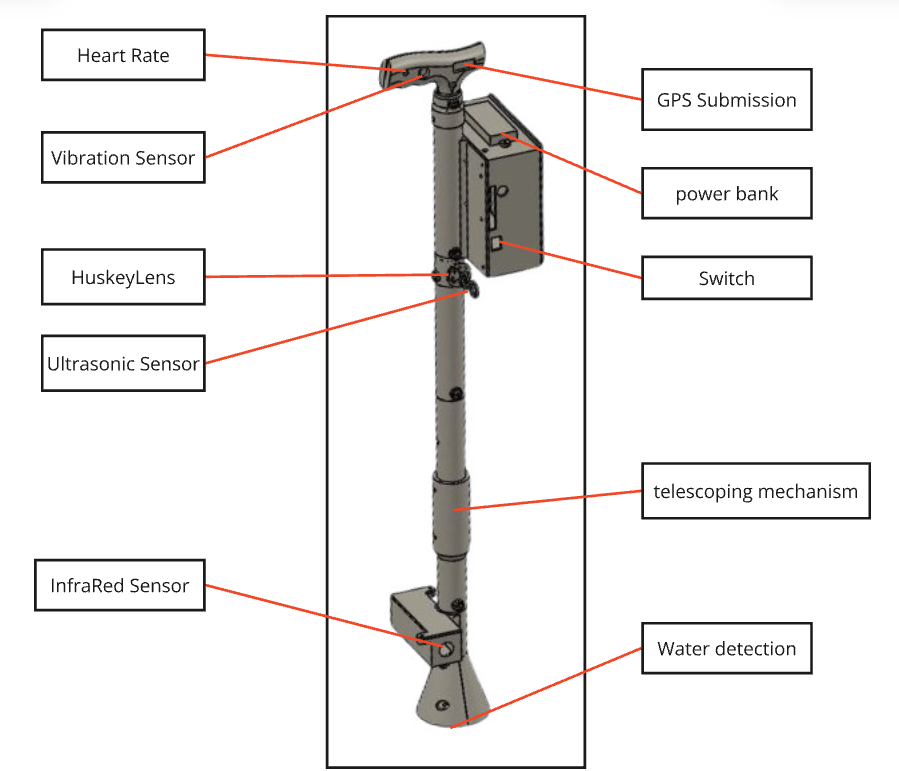 Heart Rate
Vibration Sensor
HuskeyLens
Ultrasonic Sensor
InfraRed Sensor
GPS Submission
power bank
Switch
telescoping mechanism
Water detection